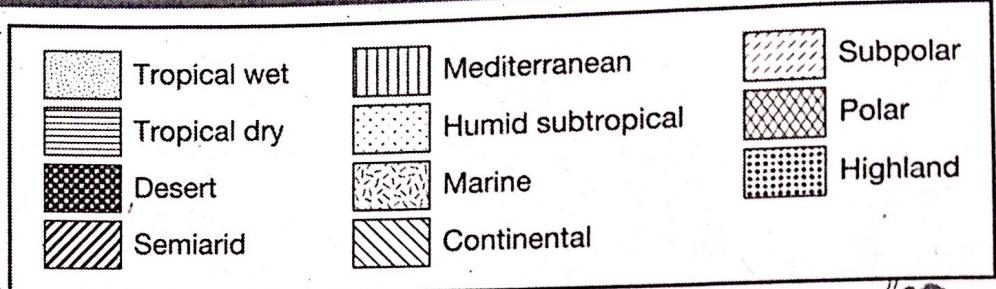 Tropical wet
Tropical dry
Desert
Semiarid
Mediterranean
Humid subtropical
Marine
Continental
Subpolar
Polar
Highland